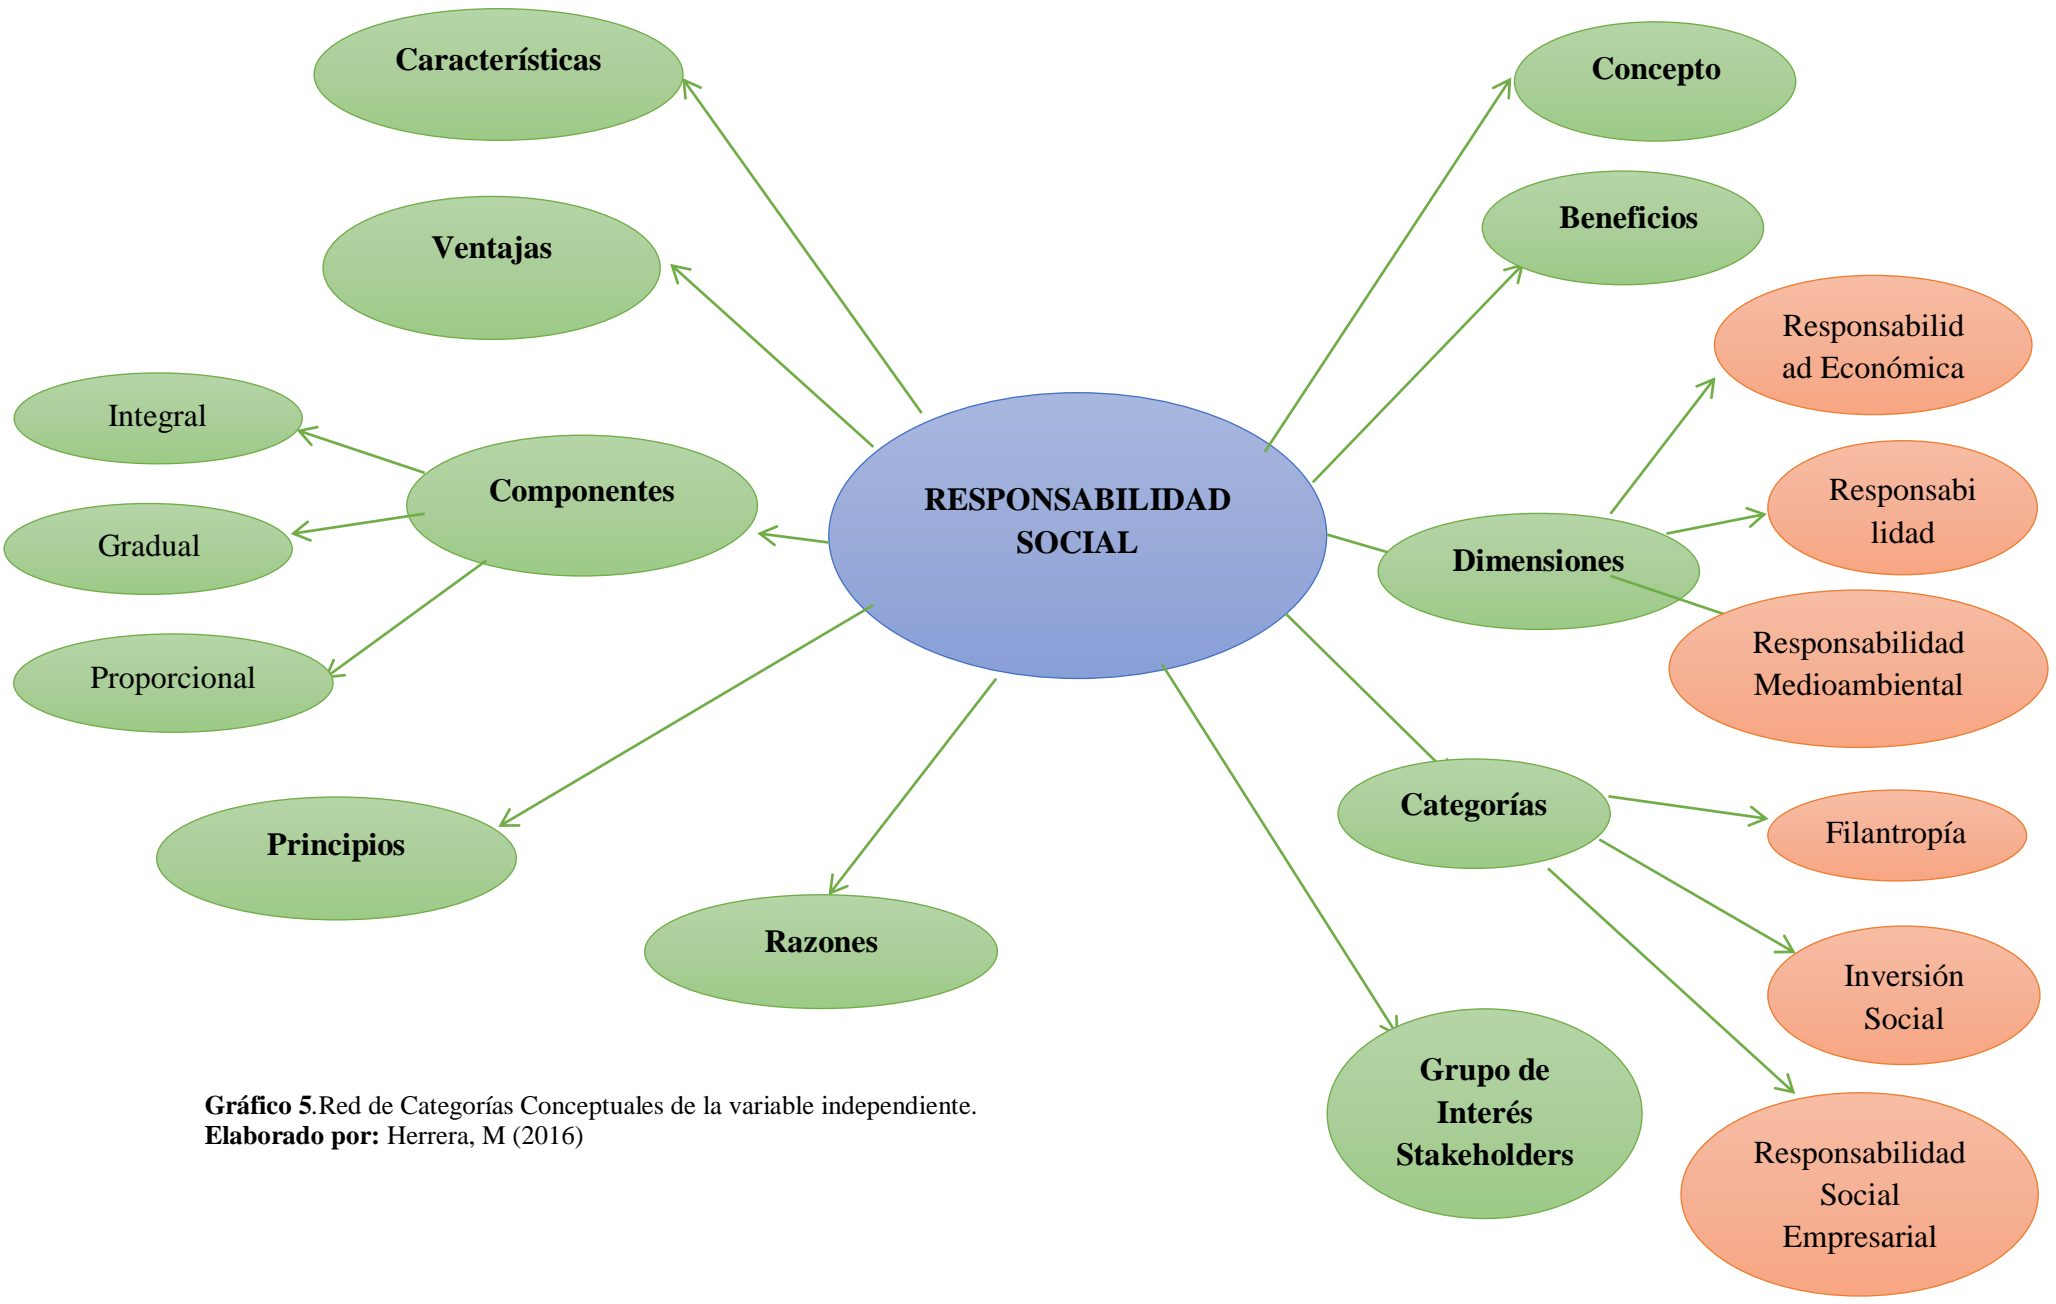 Características
Concepto
Ventajas
Beneficios
Responsabilid
ad Económica
Integral
Componentes
RESPONSABILIDAD
SOCIAL
Responsabi
lidad
Gradual
Dimensiones
Proporcional
Responsabilidad
Medioambiental
Principios
Categorías
Filantropía
Razones
Inversión
Social
Grupo de
Interés
Stakeholders
Responsabilidad
Social
Empresarial
Gráfico 5.Red de Categorías Conceptuales de la variable independiente.
Elaborado por: Herrera, M (2016)